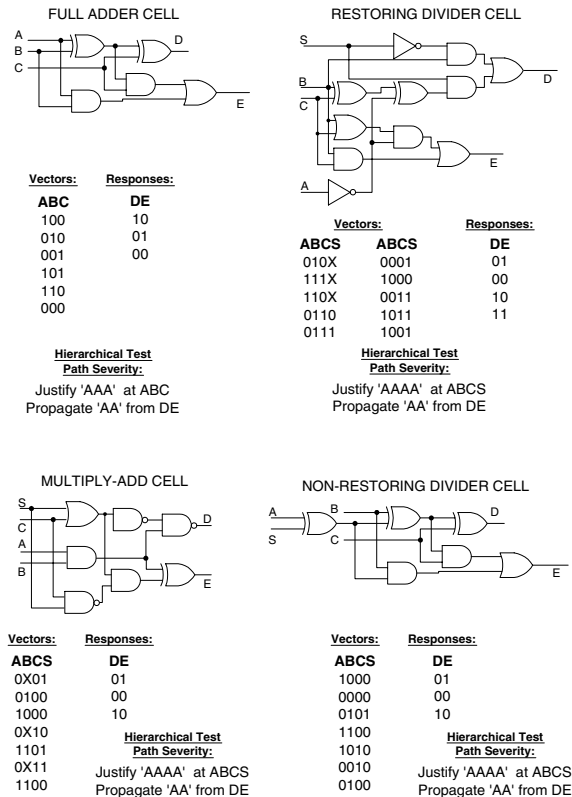 FULL ADDER CELL
A
B
C
D
E
Vectors: Responses:
ABC DE
100 10
010 01
001 00
101
110
000
Hierarchical Test
Path Severity:
Justify 'AAA' at ABC
Propagate 'AA' from DE
RESTORING DIVIDER CELL
S
B
C
A
D
E
Vectors: Responses:
ABCS ABCS DE
010X 0001 01
111X 1000 00
110X 0011 10
0110 1011 11
0111 1001
Hierarchical Test
Path Severity:
Justify 'AAAA' at ABCS
Propagate 'AA' from DE
MULTIPLY-ADD CELL
S
C
A
B
D
E
Vectors: Responses:
ABCS DE
0X01 01
0100 00
1000 10
0X10
1101
0X11
1100
Hierarchical Test
Path Severity:
Justify 'AAAA' at ABCS
Propagate 'AA' from DE
NON-RESTORING DIVIDER CELL
A
S
B
C
D
E
Vectors: Responses:
ABCS DE
1000 01
0000 00
0101 10
1100
1010
0010
0100
Hierarchical Test
Path Severity:
Justify 'AAAA' at ABCS
Propagate 'AA' from DE